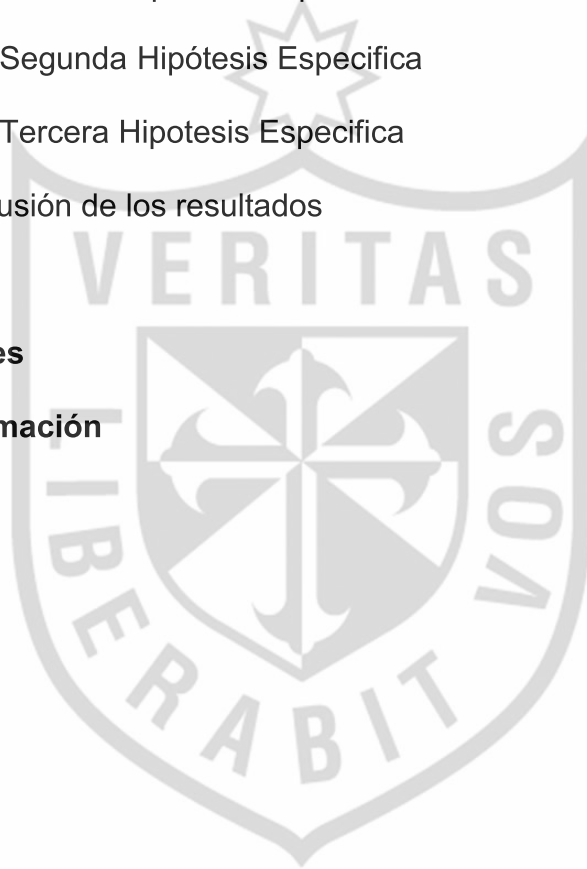 Segunda Hipótesis Especifica
Tercera Hipotesis Especifica
usión de los resultados
VERITAS
es
mación
LIBERABIT VOS